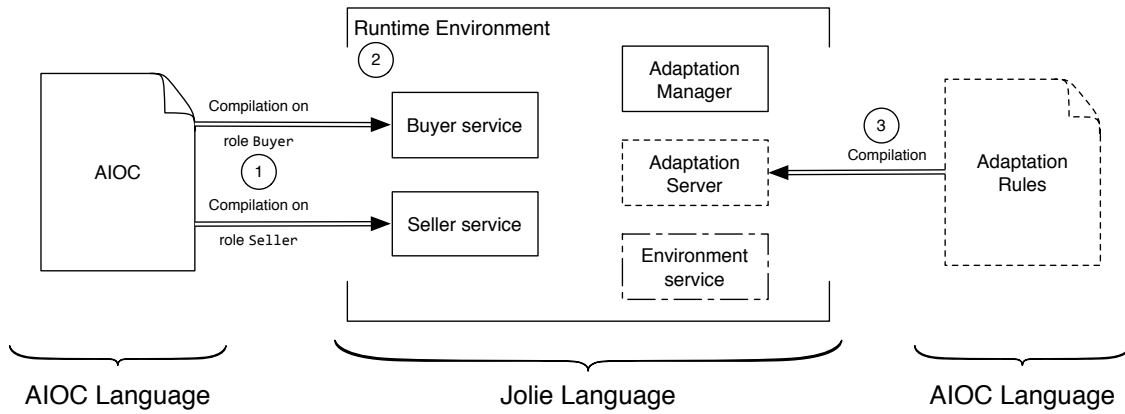 Runtime Environment
2
AIOC
Compilation on
role Buyer
1
Compilation on
role Seller
Buyer service
Seller service
Adaptation
Manager
Adaptation
Server
Environment
service
3
Compilation
Adaptation
Rules
AIOC Language
Jolie Language
AIOC Language